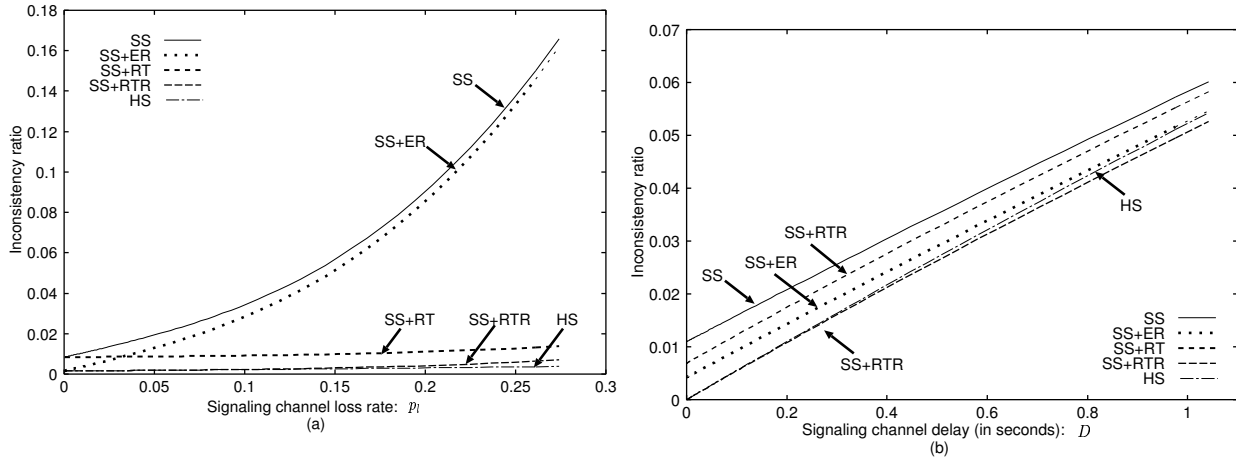 0.18
0.16
0.14
0.12
0.1
0.08
0.06
0.04
0.02
0
Inconsistency ratio
SS
SS+ER
SS+RT
SS+RTR
HS
SS
SS+ER
SS+RT
SS+RTR
HS
0 0.05 0.1 0.15 0.2 0.25 0.3
Signaling channel loss rate: pl
(a)
0.07
0.06
0.05
0.04
0.03
0.02
0.01
0
Inconsistency ratio
SS
SS+ER
SS+RTR
SS+RTR
HS
SS
SS+ER
SS+RT
SS+RTR
HS
0 0.2 0.4 0.6 0.8 1
Signaling channel delay (in seconds): D
(b)